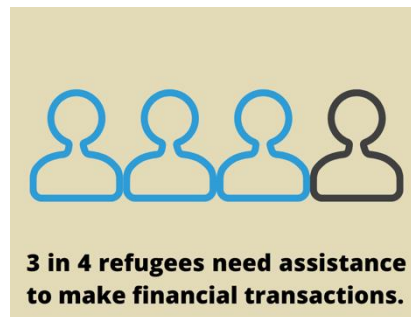 3 in 4 refugees need assistance
to make financial transactions.